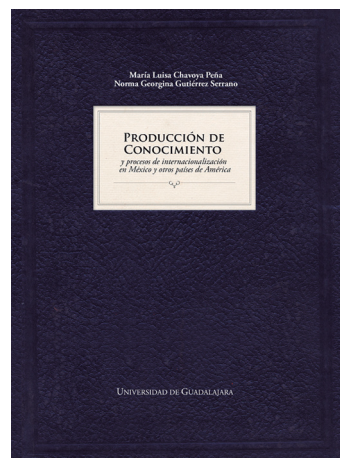 María Luisa Chavoya Peña
Norma Georgina Gutiérrez Serrano
Producción de
Conocimiento
y procesos de internacionalización
en México y otros países de América
Universidad de Guadalajara